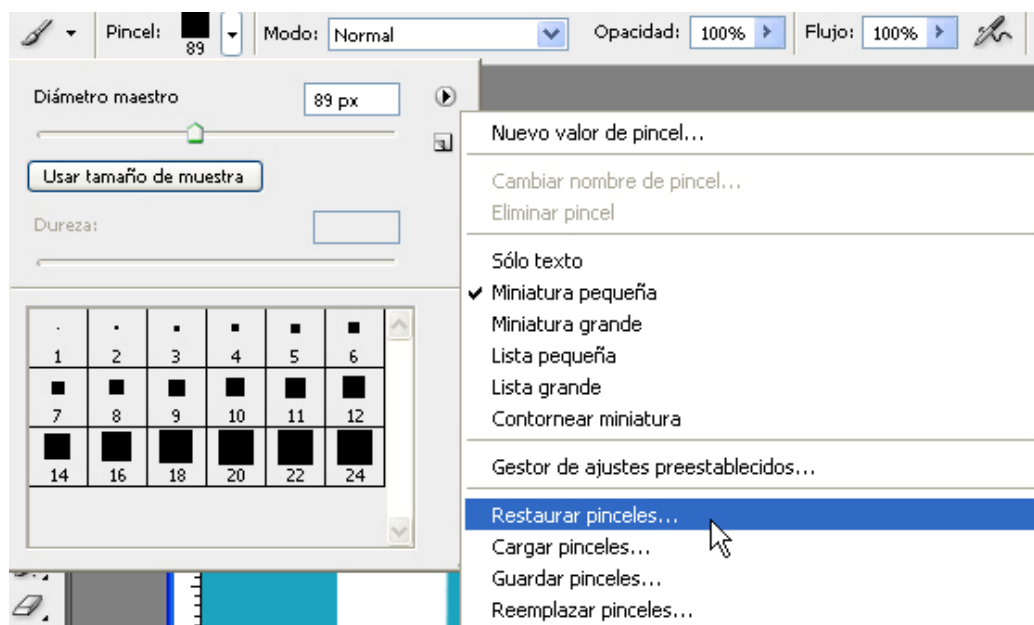 Pincel: 89 Modo: Normal Opacidad: 100% Flujo: 100%
Diámetro maestro 89 px
Usar tamaño de muestra
Dureza:
1 2 3 4 5 6
7 8 9 10 11 12
14 16 18 20 22 24
Nuevo valor de pincel...
Cambiar nombre de pincel...
Eliminar pincel
Sólo texto
Miniatura pequeña
Miniatura grande
Lista pequeña
Lista grande
Contornear miniatura
Gestor de ajustes preestablecidos...
Restaurar pinceles...
Cargar pinceles...
Guardar pinceles...
Reemplazar pinceles...